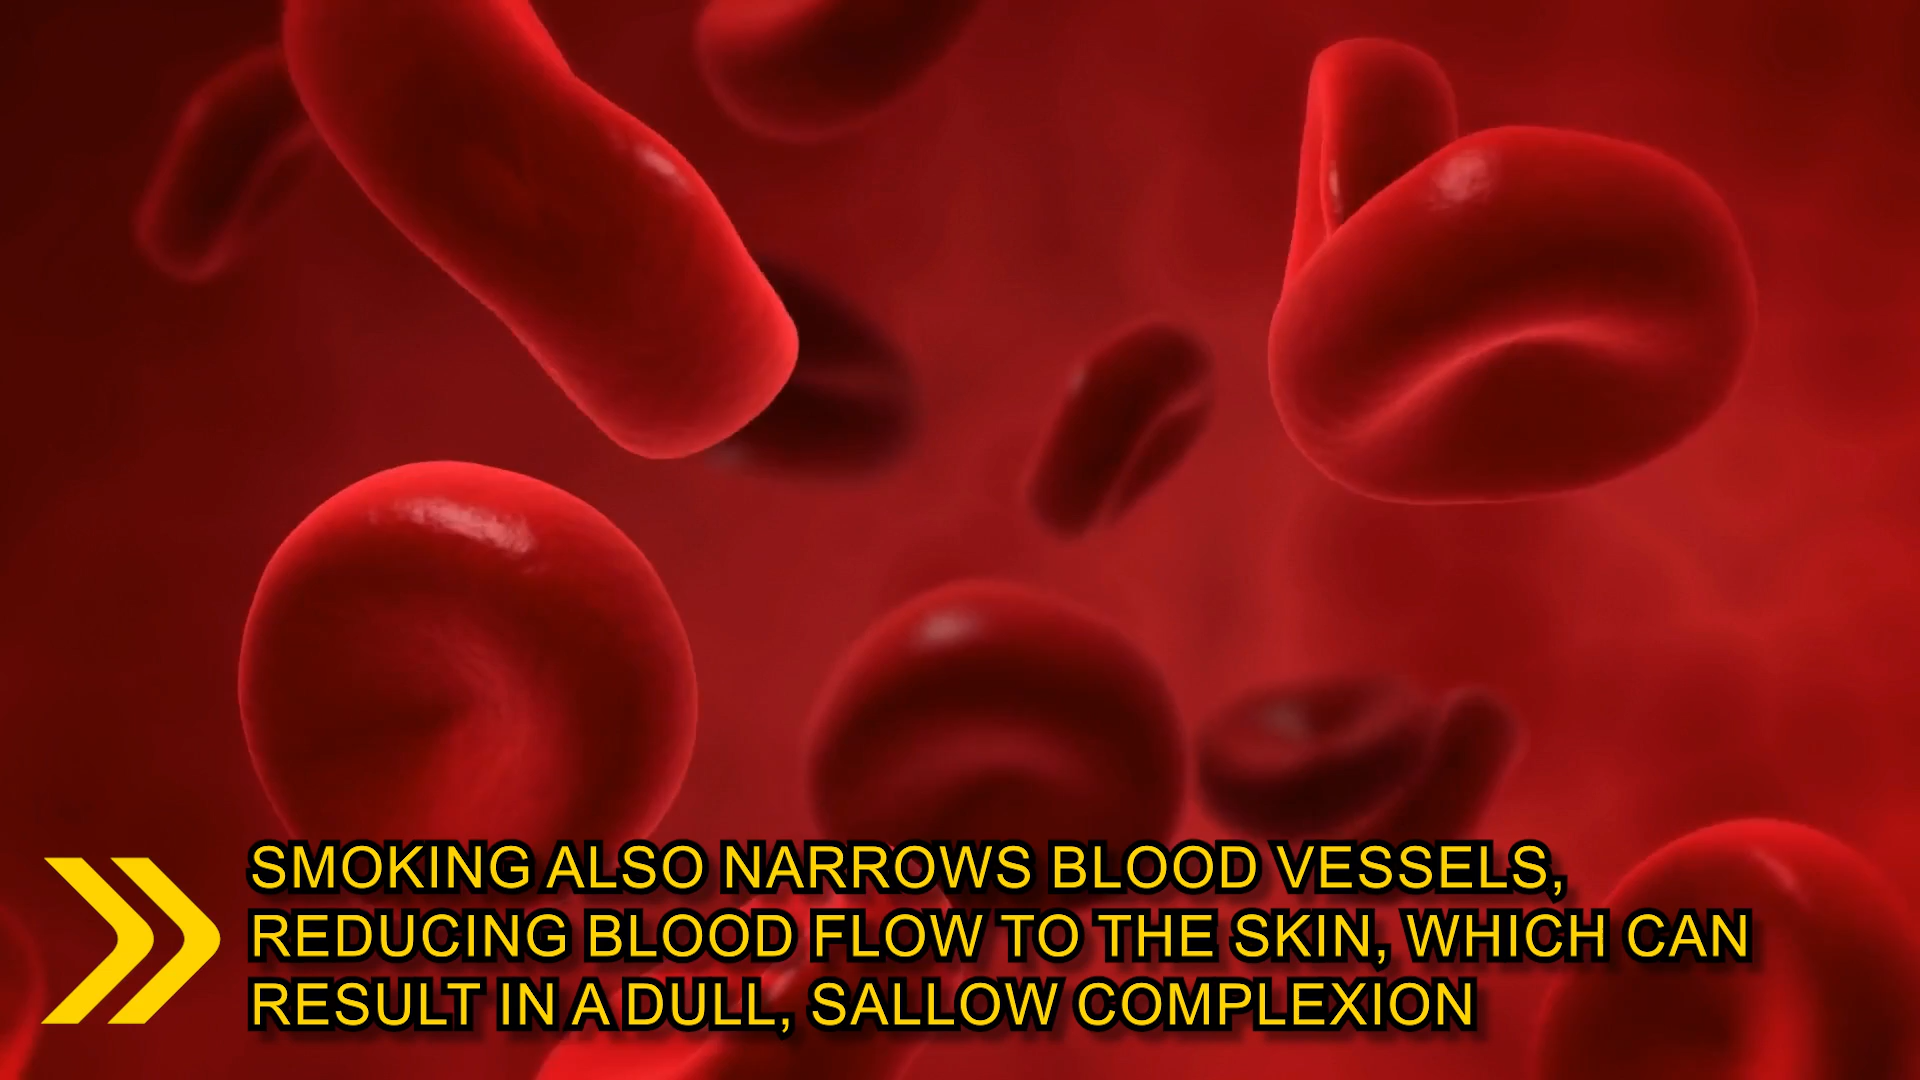 SMOKING ALSO NARROWS BLOOD VESSELS,
REDUCING BLOOD FLOW TO THE SKIN, WHICH CAN
RESULT IN A DULL, SALLOW COMPLEXION